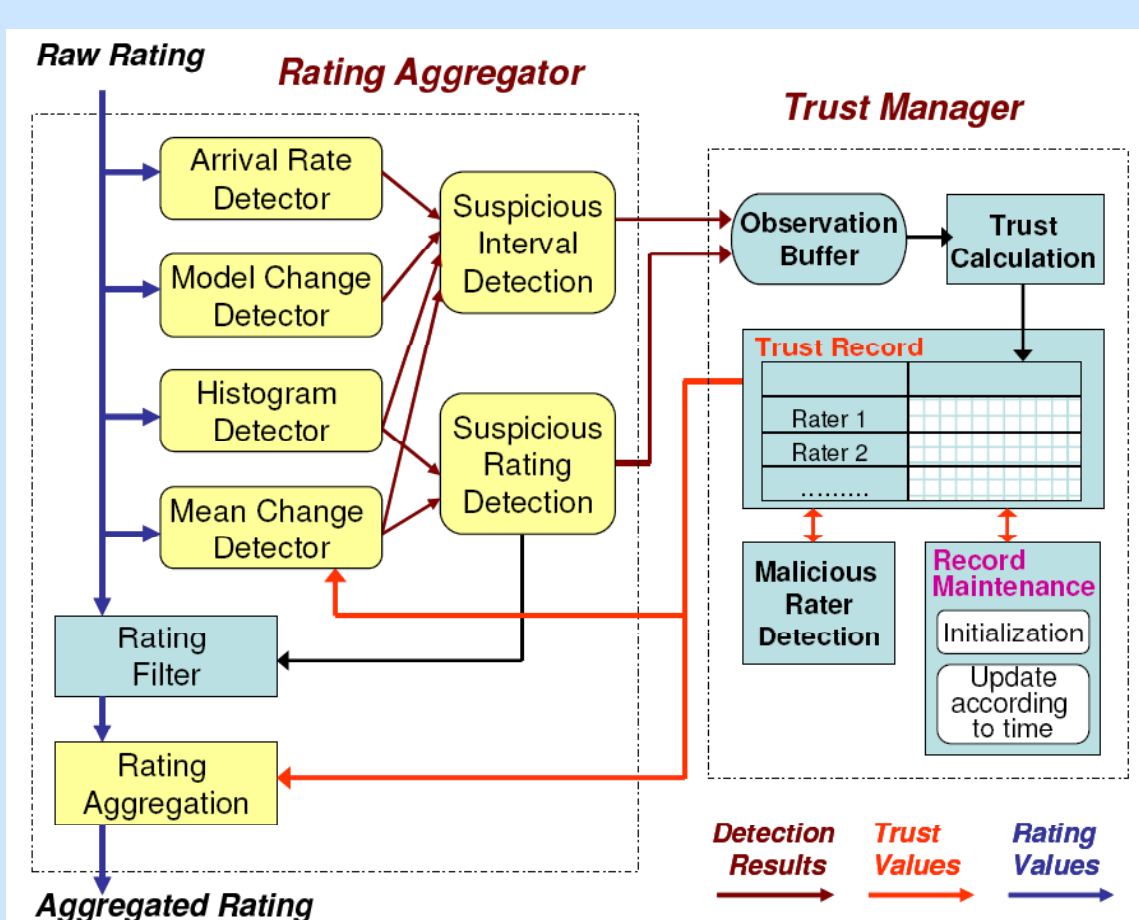 Raw Rating
Rating Aggregator
Trust Manager
Arrival Rate
Detector
Model Change
Detector
Histogram
Detector
Mean Change
Detector
Suspicious
Interval
Detection
Suspicious
Rating
Detection
Rating
Filter
Rating
Aggregation
Aggregated Rating
Observation
Buffer
Trust
Calculation
Trust Record
Rater 1
Rater 2
.........
Malicious
Rater
Detection
Record
Maintenance
Initialization
Update
according
to time
Detection
Results
Trust
Values
Rating
Values